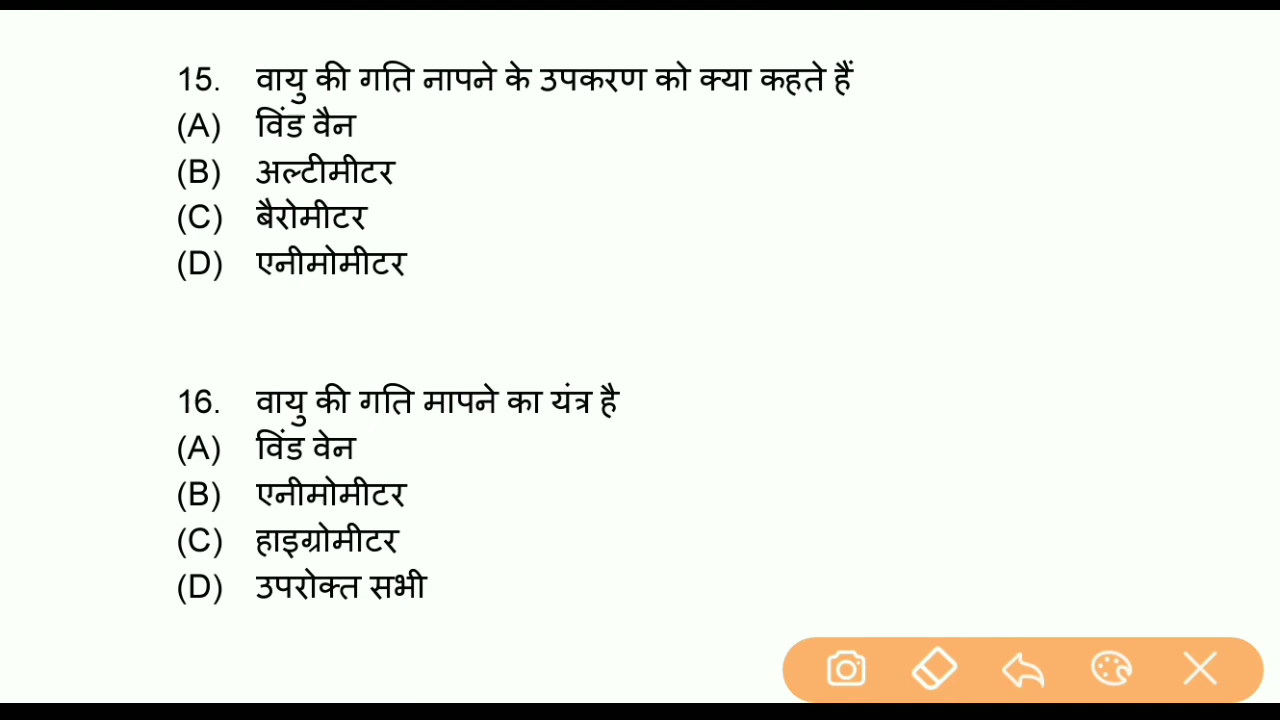 15. वायु की गति नापने के उपकरण को क्या कहते हैं
(A) विंड वैन
(B) अल्टीमीटर
(C) बैरोमीटर
(D) एनीमोमीटर
16. वायु की गति मापने का यंत्र है
(A) विंड वेन
(B) एनीमोमीटर
(C) हाइग्रोमीटर
(D) उपरोक्त सभी